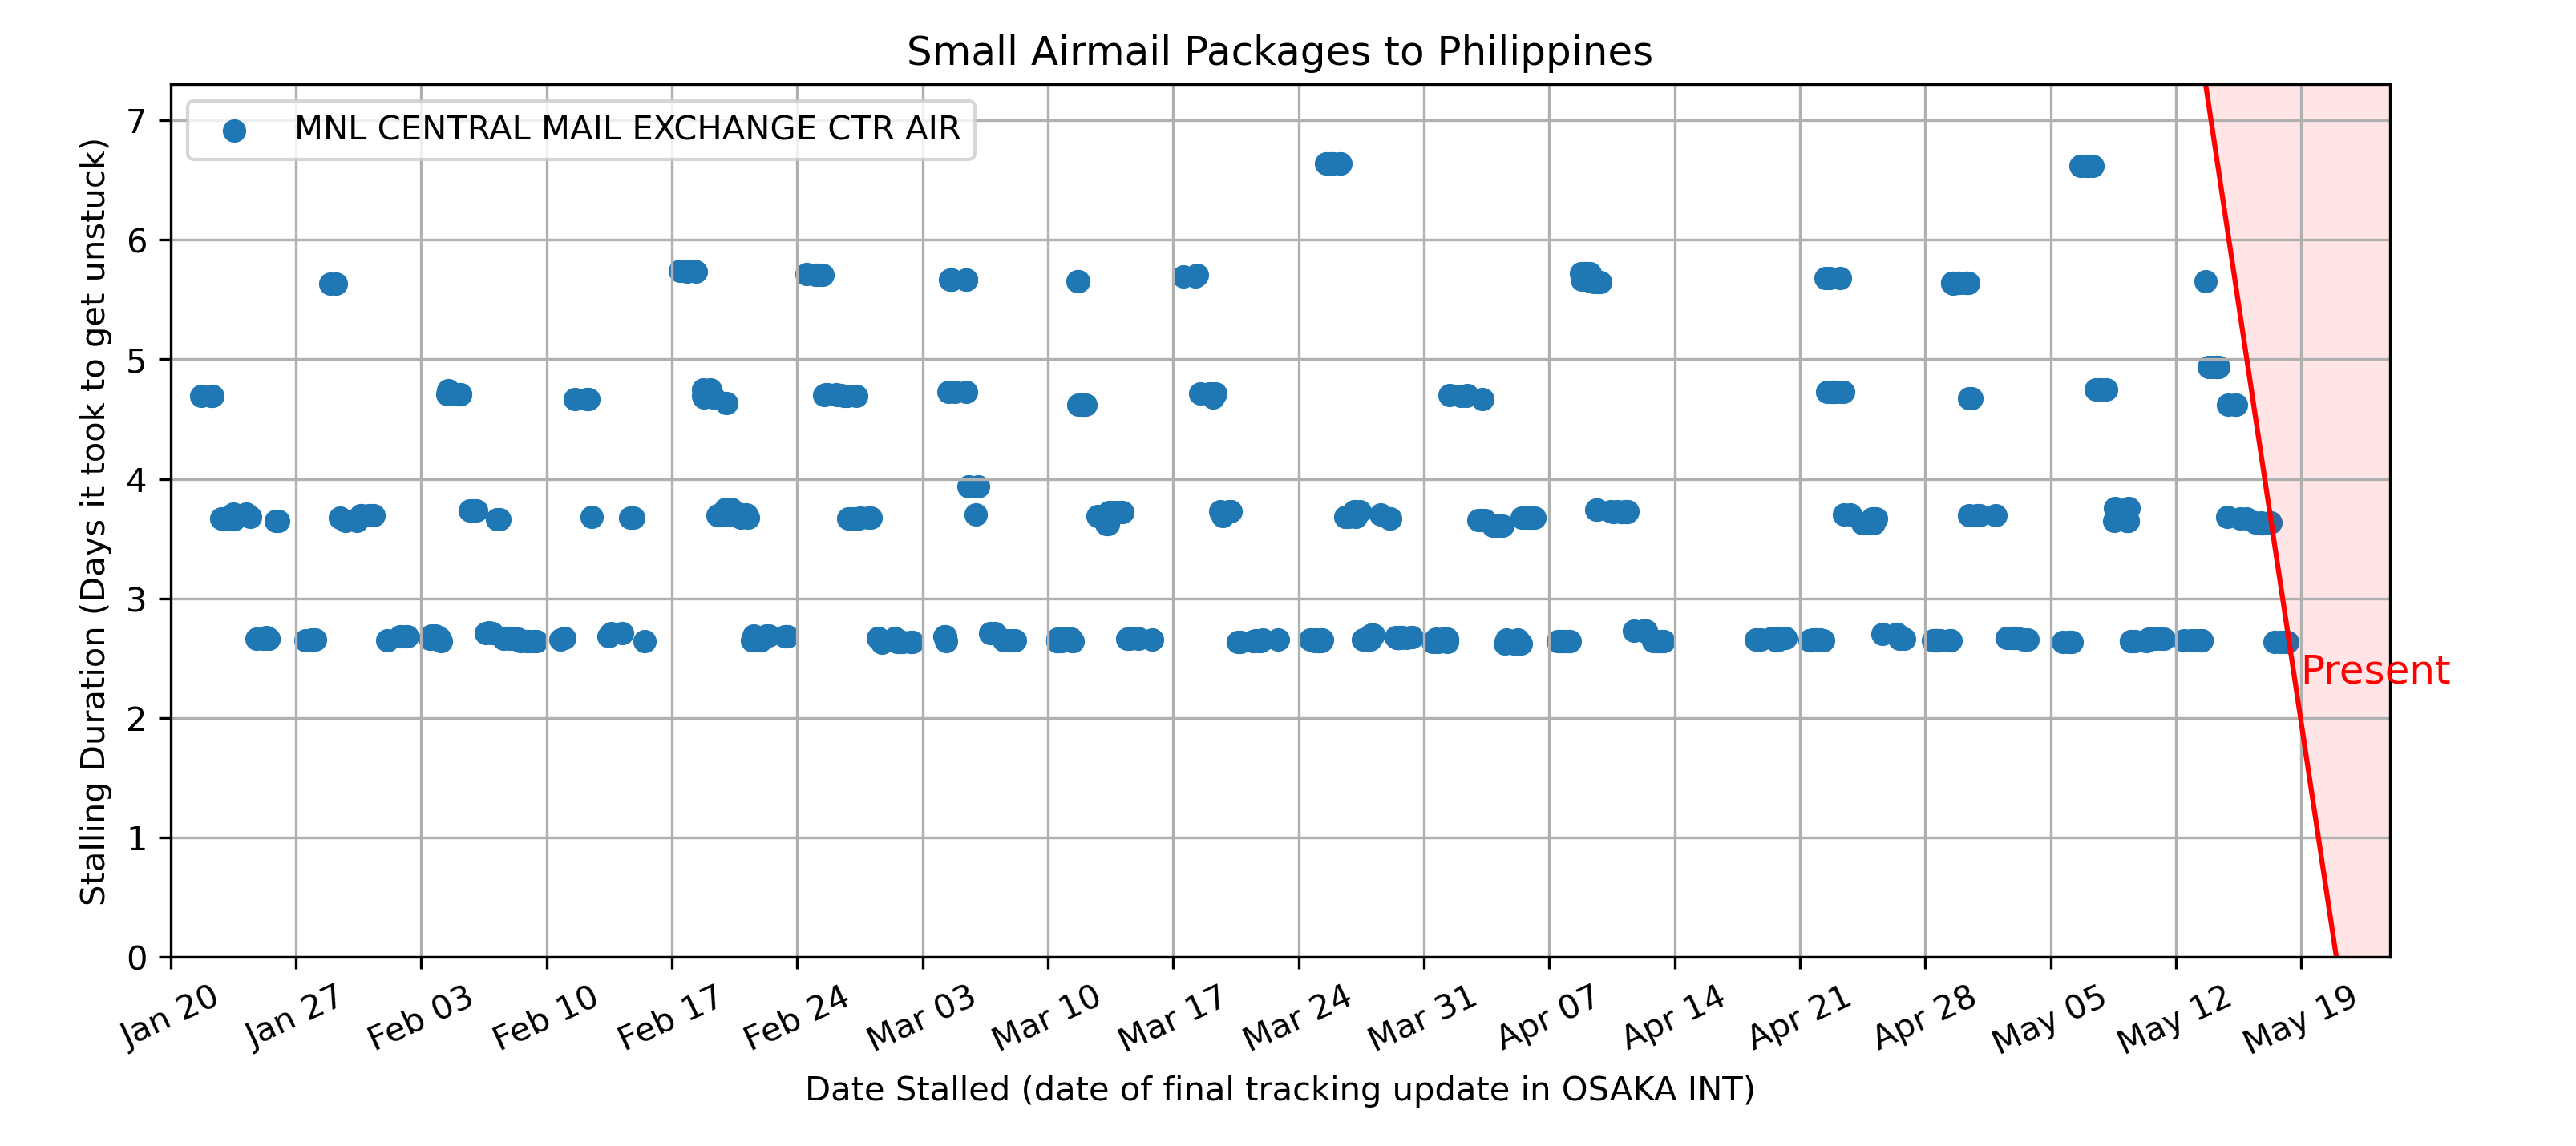 Small Airmail Packages to Philippines
MNL CENTRAL MAIL EXCHANGE CTR AIR
Stalling Duration (Days it took to get unstuck)
7
6
5
4
3
2
1
0
Present
Jan 20 Jan 27 Feb 03 Feb 10 Feb 17 Feb 24 Mar 03 Mar 10 Mar 17 Mar 24 Mar 31 Apr 07 Apr 14 Apr 21 Apr 28 May 05 May 12 May 19
Date Stalled (date of final tracking update in OSAKA INT)